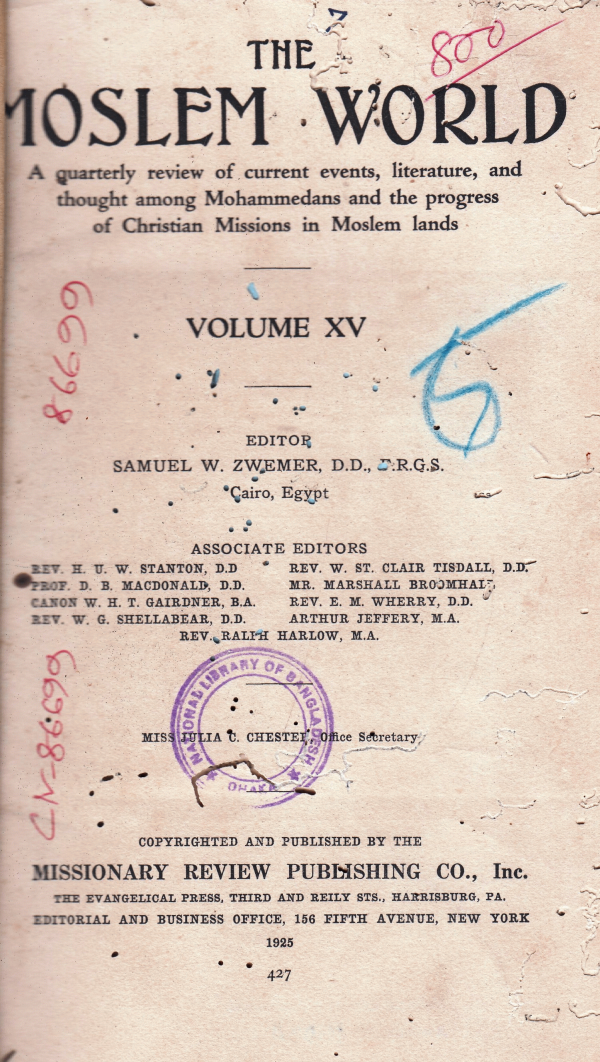 7
800
THE
MOSLEM WORLD
A quarterly review of current events, literature, and
thought among Mohammedans and the progress
of Christian Missions in Moslem lands
VOLUME XV
86699
5
EDITOR
SAMUEL W. ZWEMER, D.D., F.R.G.S.
Cairo, Egypt
ASSOCIATE EDITORS
REV. H. U. W. STANTON, D.D
REV. W. ST. CLAIR TISDALL, D.D.
PROF. D. B. MACDONALD, D.D.
MR. MARSHALL BROOMHALL,
CANON W. H. T. GAIRDNER, B.A.
REV. E. M. WHERRY, D.D.
REV. W. G. SHELLABEAR, D.D.
ARTHUR JEFFERY, M.A.
REV. RALPH HARLOW, M.A.
NATIONAL LIBRARY OF BANGLADESH
DHAKA
MISS JULIA C. CHESTER, Office Secretary
CN-86699
COPYRIGHTED AND PUBLISHED BY THE
MISSIONARY REVIEW PUBLISHING CO., Inc.
THE EVANGELICAL PRESS, THIRD AND REILY STS., HARRISBURG, PA.
EDITORIAL AND BUSINESS OFFICE, 156 FIFTH AVENUE, NEW YORK
1925
427